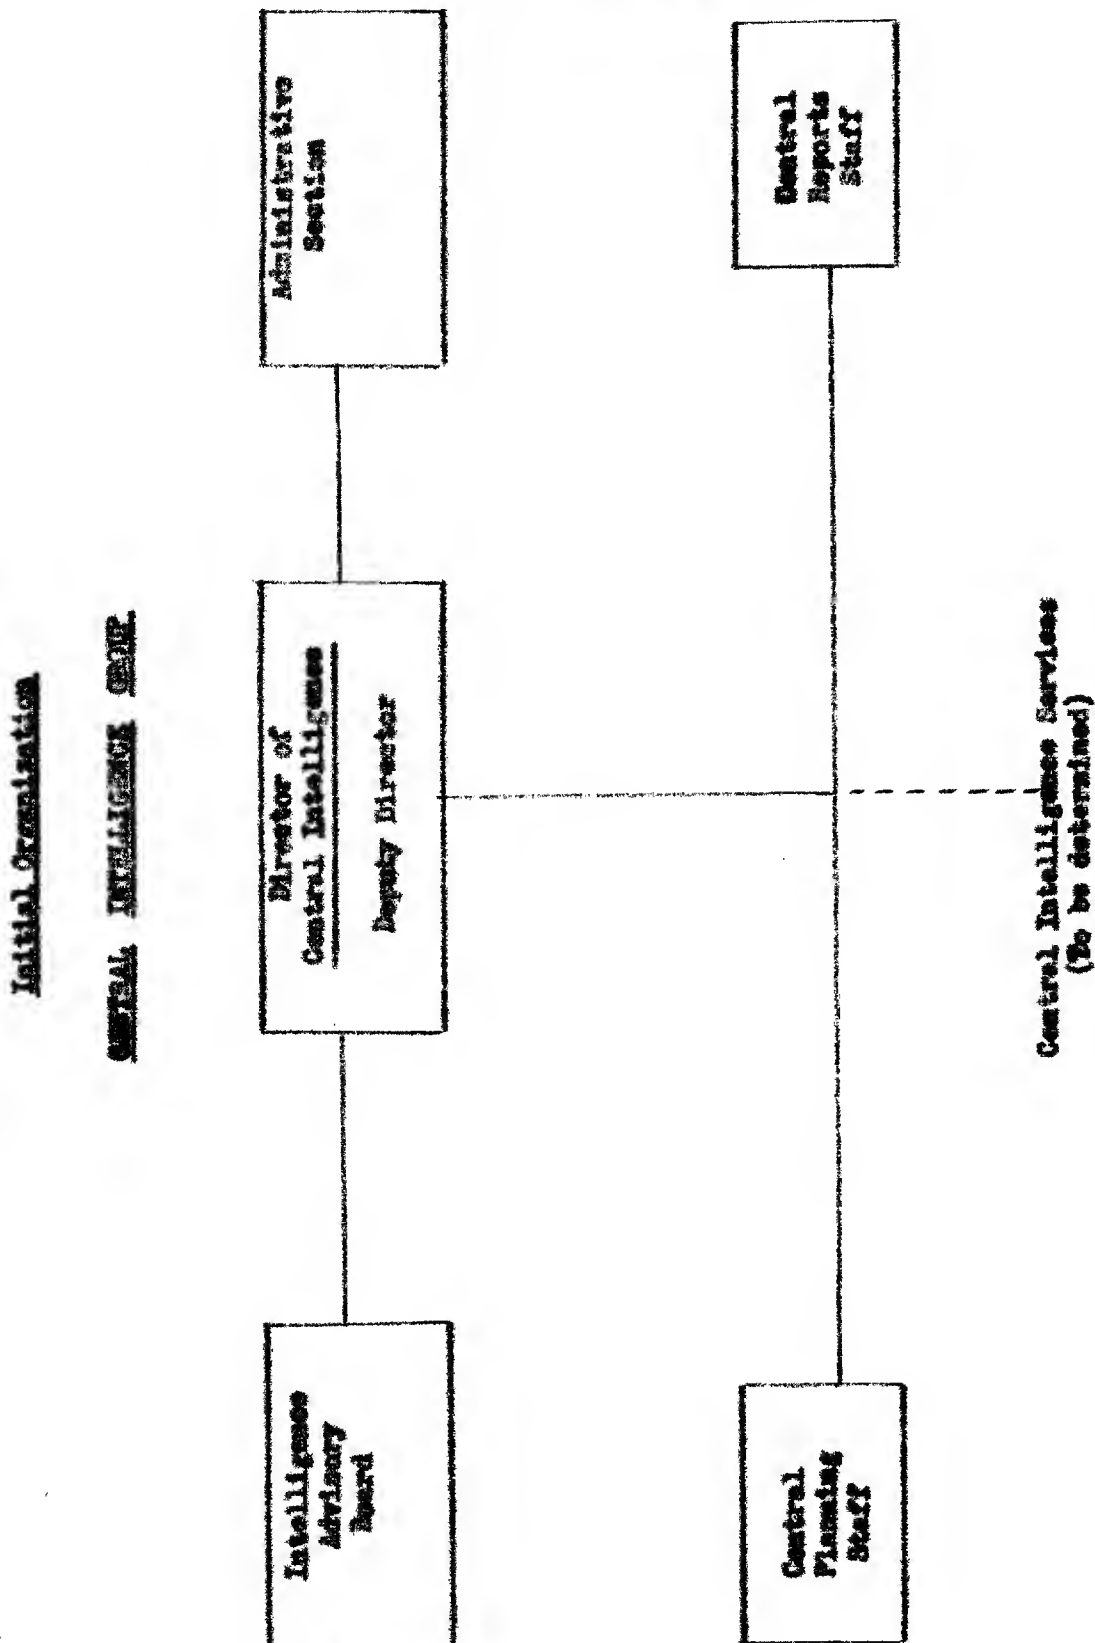 Initial Organization
CENTRAL INTELLIGENCE GROUP
Intelligence
Advisory
Board
Director of
Central Intelligence
Deputy Director
Administrative
Section
Central
Planning
Staff
Central
Reports
Staff
Central Intelligence Services
(To be determined)